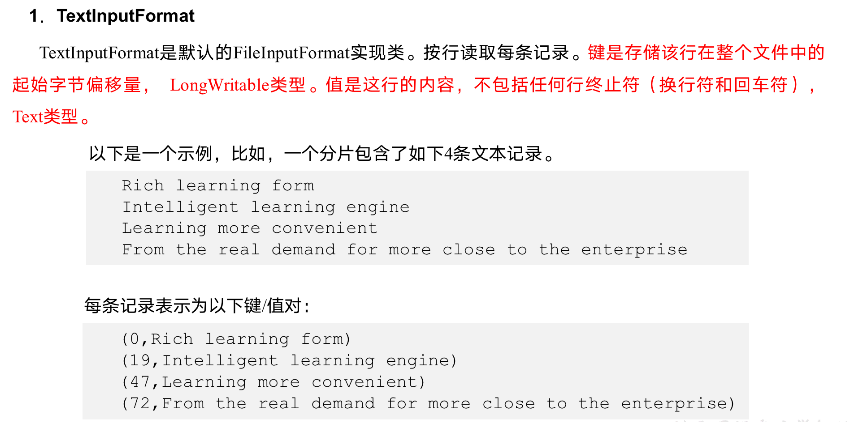 1. TextInputFormat
TextInputFormat是默认的FileInputFormat实现类。按行读取每条记录。键是存储该行在整个文件中的
起始字节偏移量， LongWritable类型。值是这行的内容，不包括任何行终止符（换行符和回车符），
Text类型。
以下是一个示例，比如，一个分片包含了如下4条文本记录。
Rich learning form
Intelligent learning engine
Learning more convenient
From the real demand for more close to the enterprise
每条记录表示为以下键/值对：
(0,Rich learning form)
(19,Intelligent learning engine)
(47,Learning more convenient)
(72,From the real demand for more close to the enterprise)